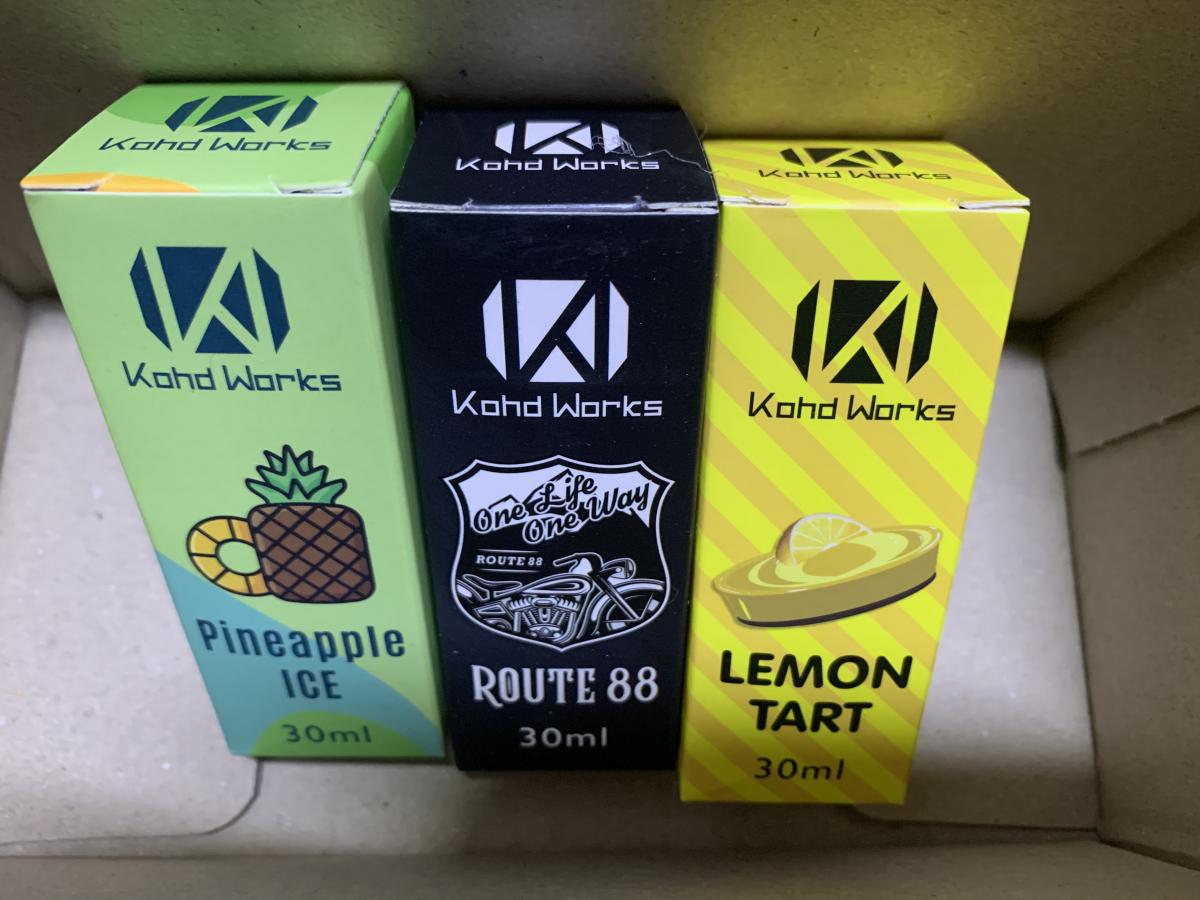 Kohd Works
Kohd Works
Pineapple
ICE
30ml
Kohd Works
Kohd Works
One Life
One Way
ROUTE 88
ROUTE 88
30ml
Kohd Works
Kohd Works
LEMON
TART
30ml